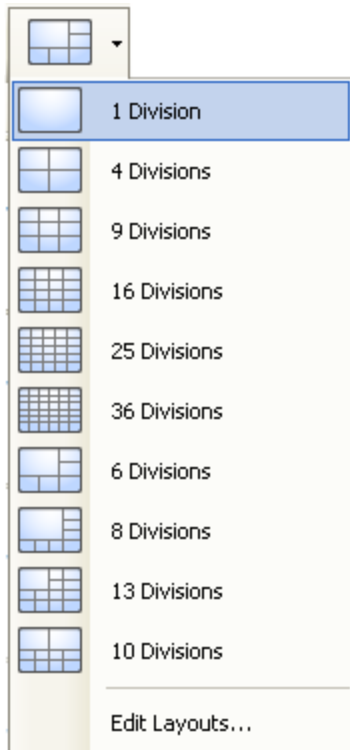 1 Division
4 Divisions
9 Divisions
16 Divisions
25 Divisions
36 Divisions
6 Divisions
8 Divisions
13 Divisions
10 Divisions
Edit Layouts...